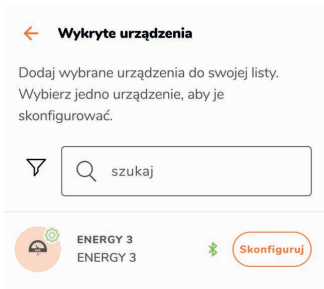 Wykryte urządzenia
Dodaj wybrane urządzenia do swojej listy.
Wybierz jedno urządzenie, aby je
skonfigurować.
szukaj
ENERGY 3
ENERGY 3
Skonfiguruj